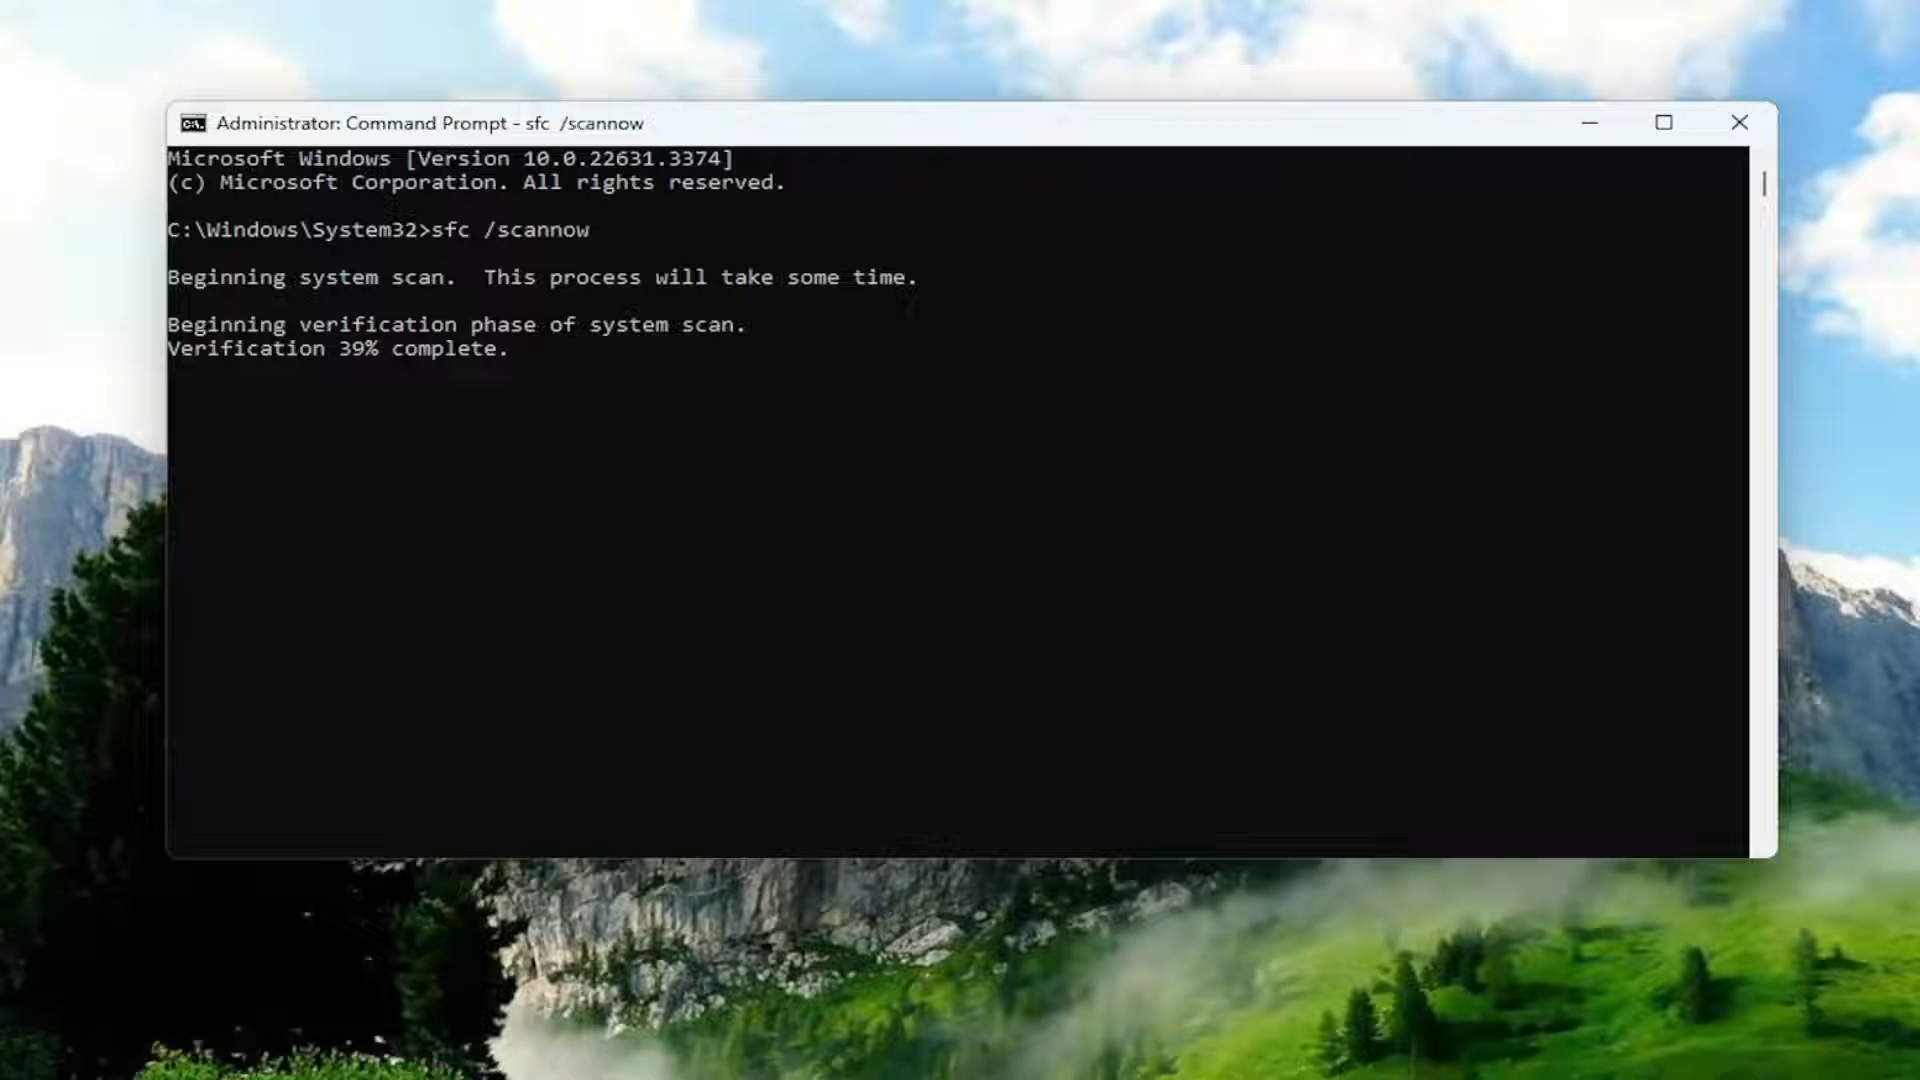 Administrator: Command Prompt - sfc  /scannow
Microsoft Windows [Version 10.0.22631.3374]
(c) Microsoft Corporation. All rights reserved.
C:\Windows\System32>sfc /scannow
Beginning system scan.  This process will take some time.
Beginning verification phase of system scan.
Verification 39% complete.